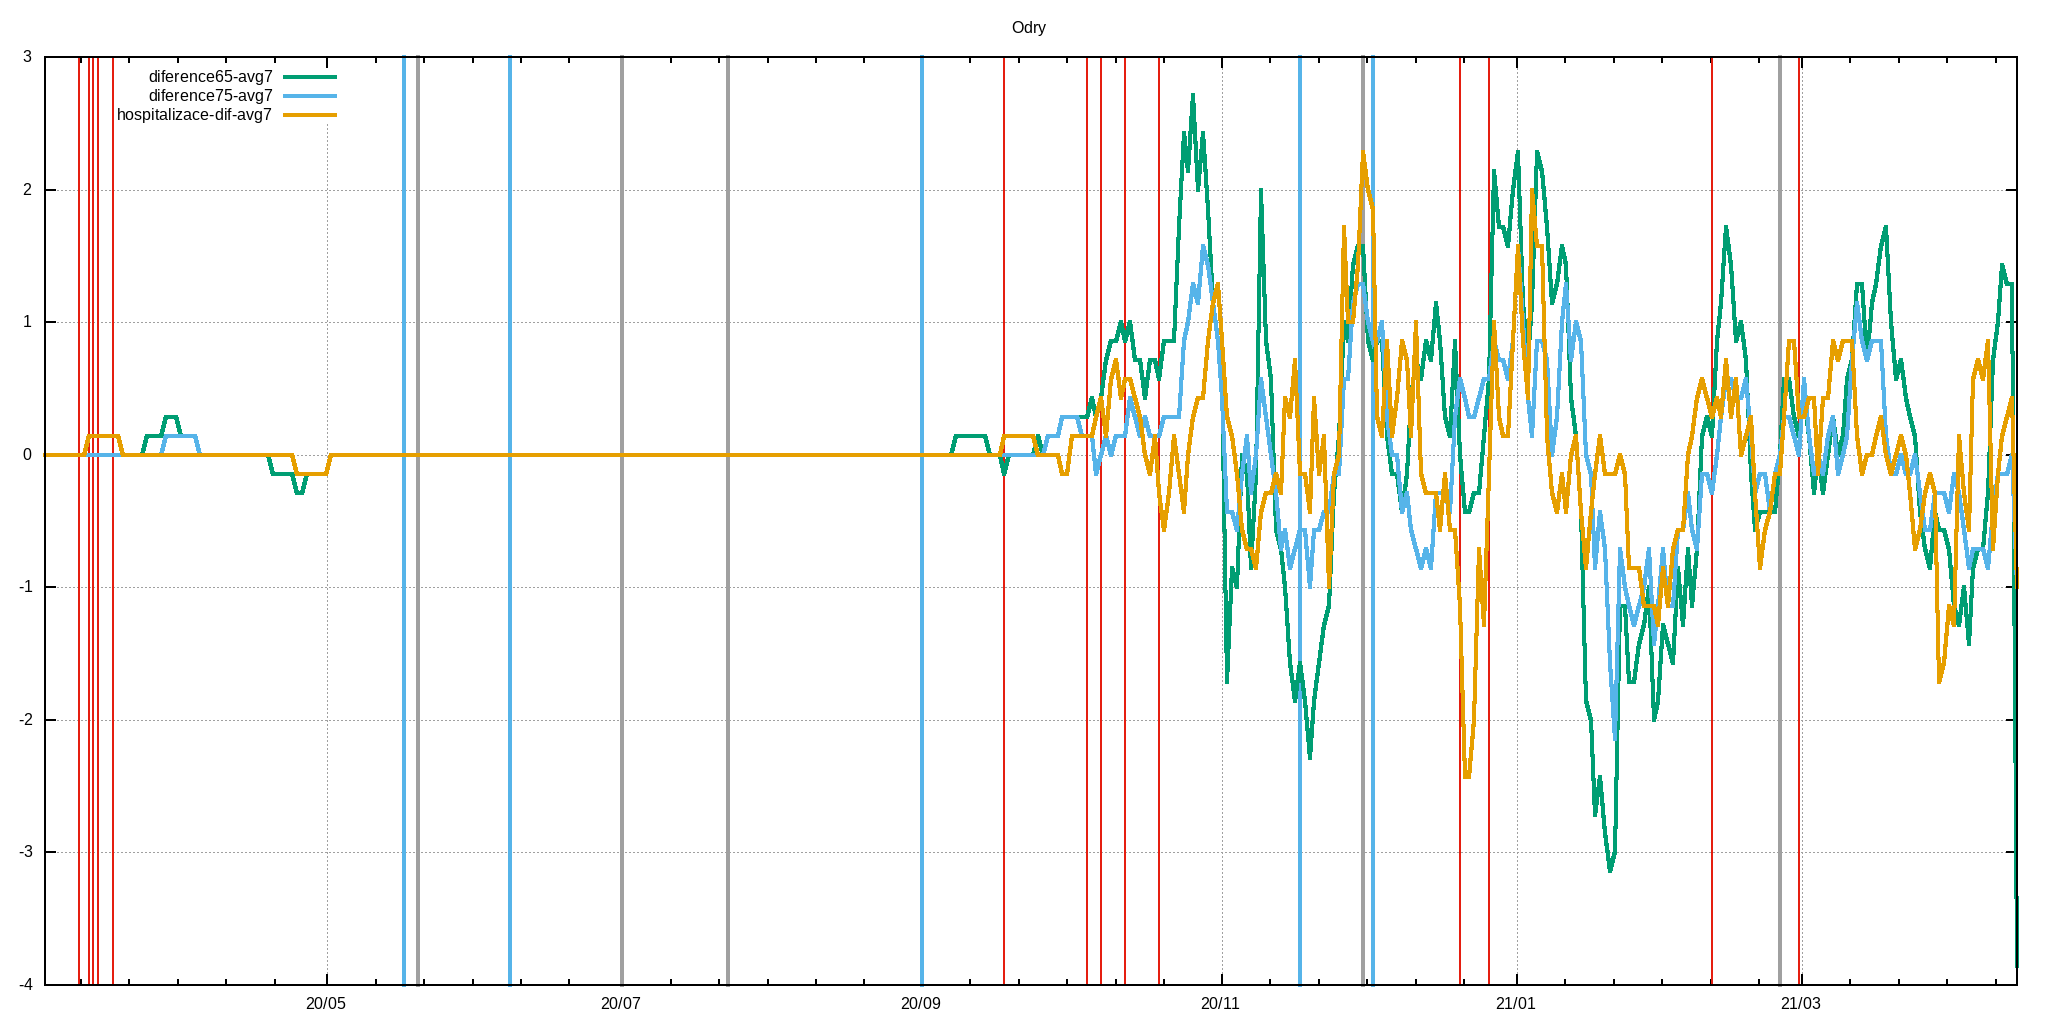 Odry
diference65-avg7
diference75-avg7
hospitalizace-dif-avg7
3
2
1
0
-1
-2
-3
-4
20/05 20/07 20/09 20/11 21/01 21/03